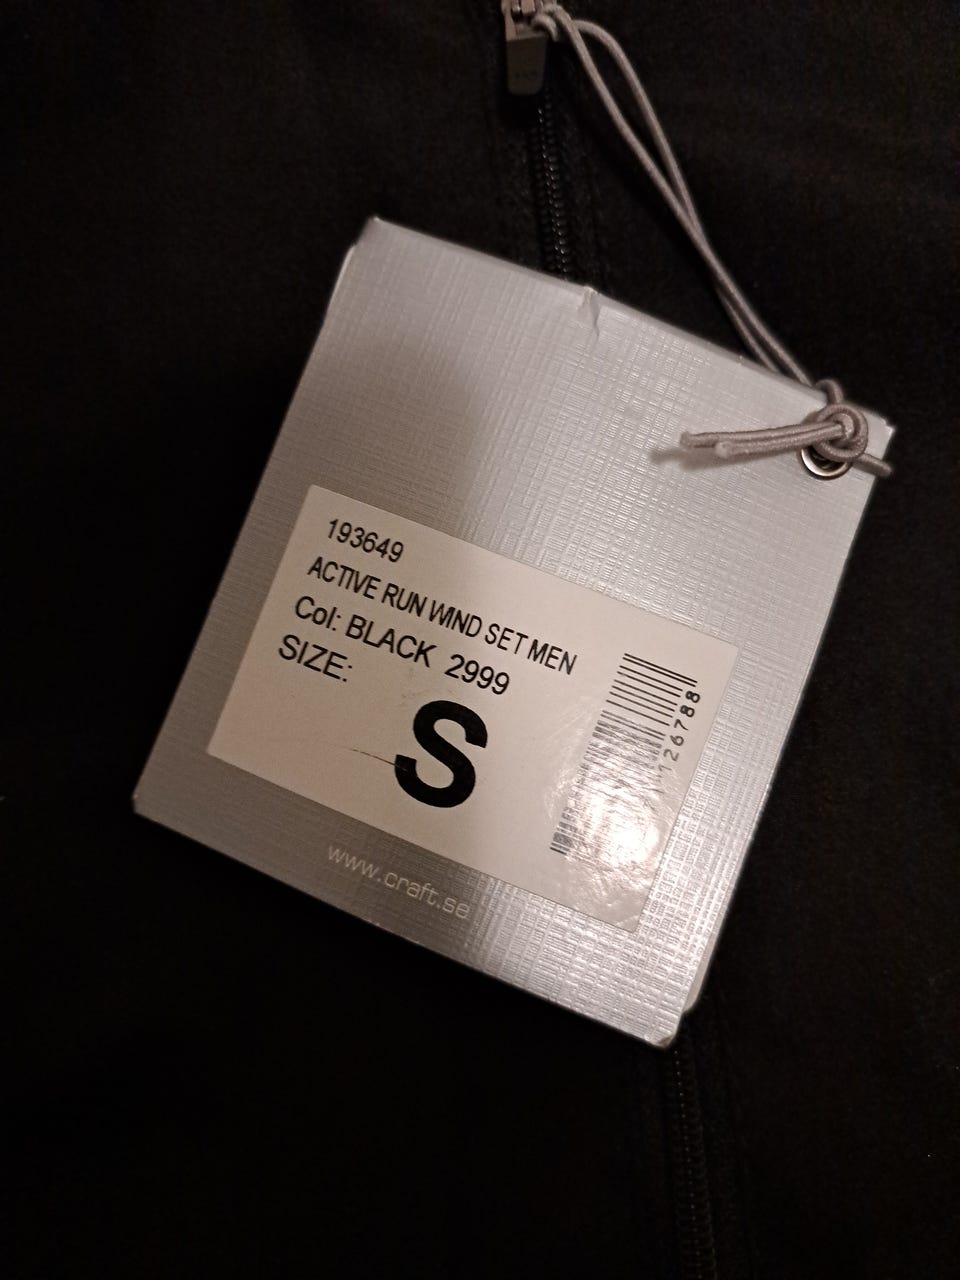 193649
ACTIVE RUN WIND SET MEN
Col: BLACK 2999
SIZE:
S
126788
www.craft.se